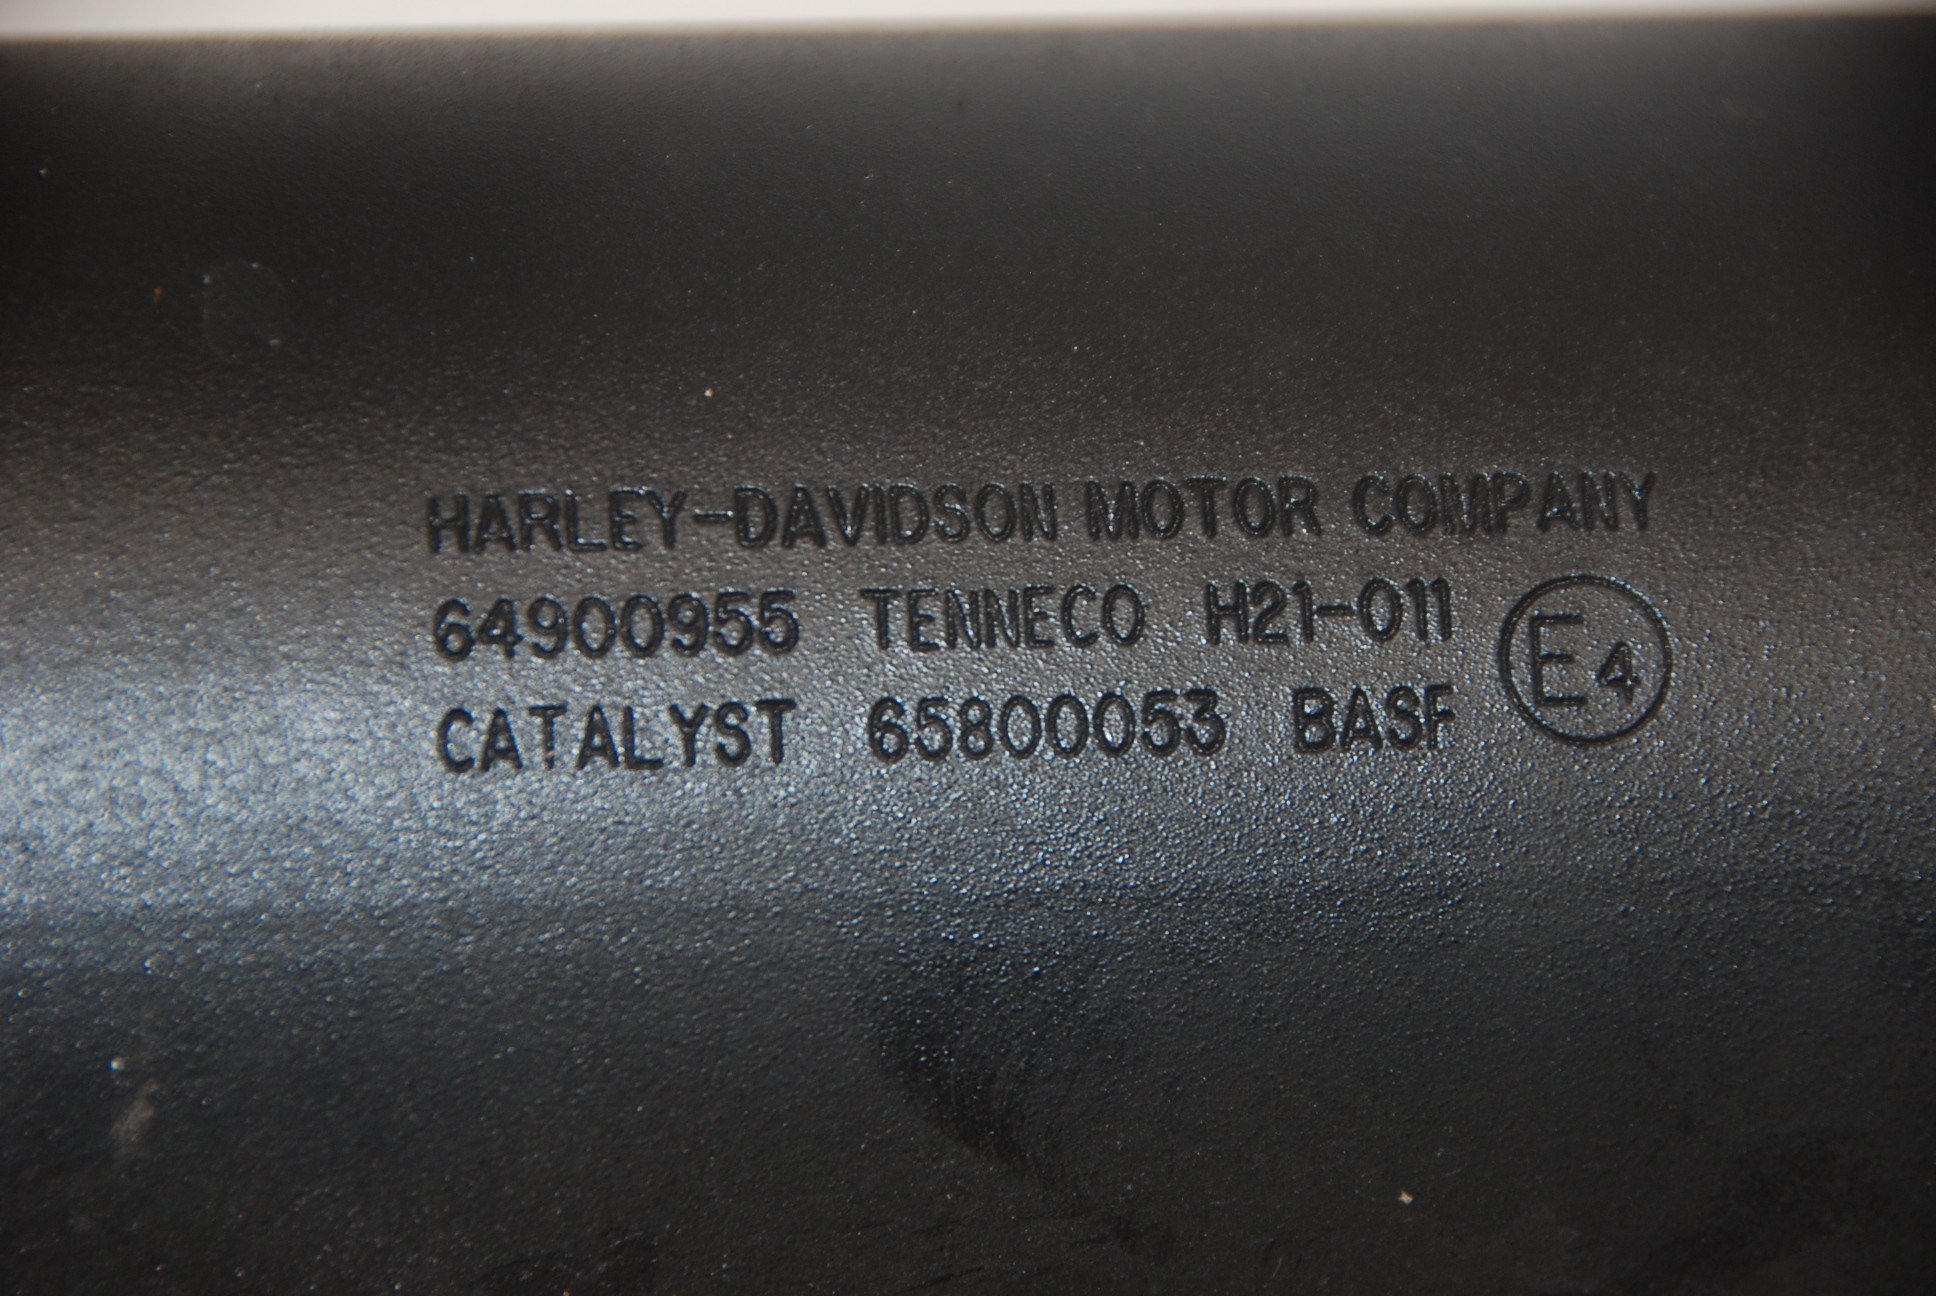 HARLEY-DAVIDSON MOTOR COMPANY
64900955 TENNECO H21-011 E4
CATALYST 65800053 BASF